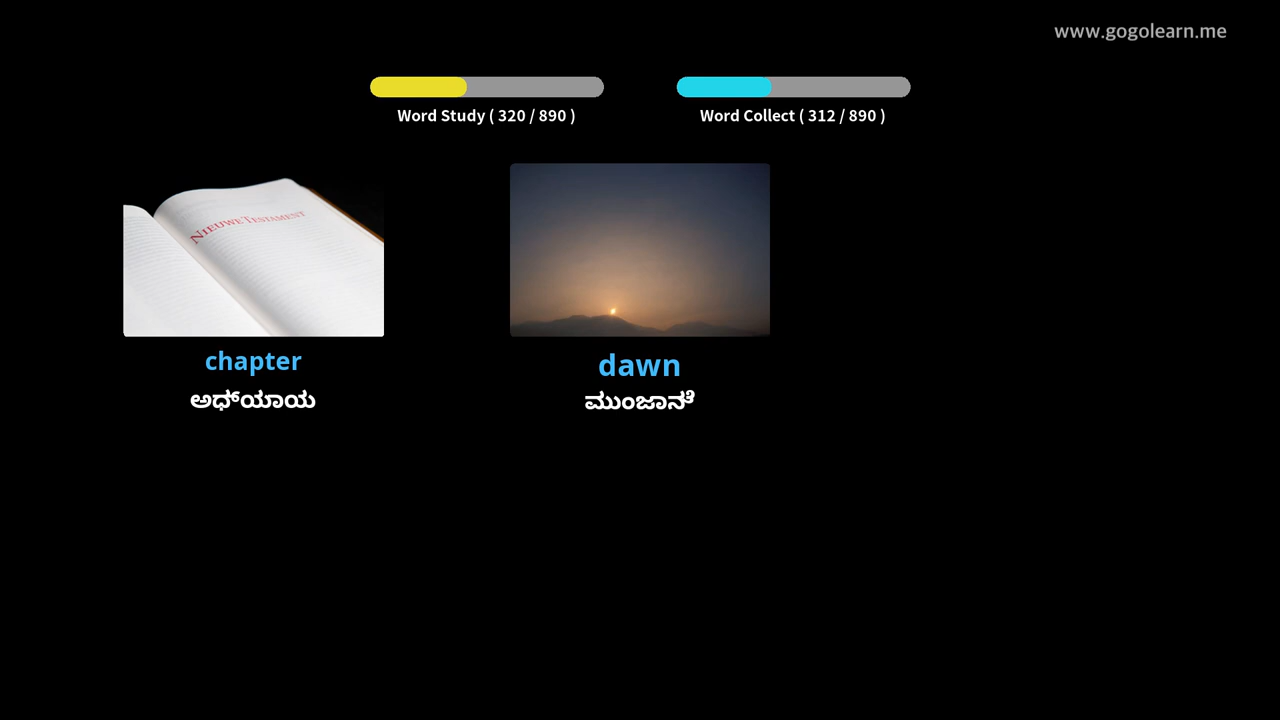 www.gogolearn.me
Word Study ( 320 / 890 )
Word Collect ( 312 / 890 )
NIEUWE TESTAMENT
chapter
ಅಧ್ಯಾಯ
dawn
ಮುಂಜಾನೆ